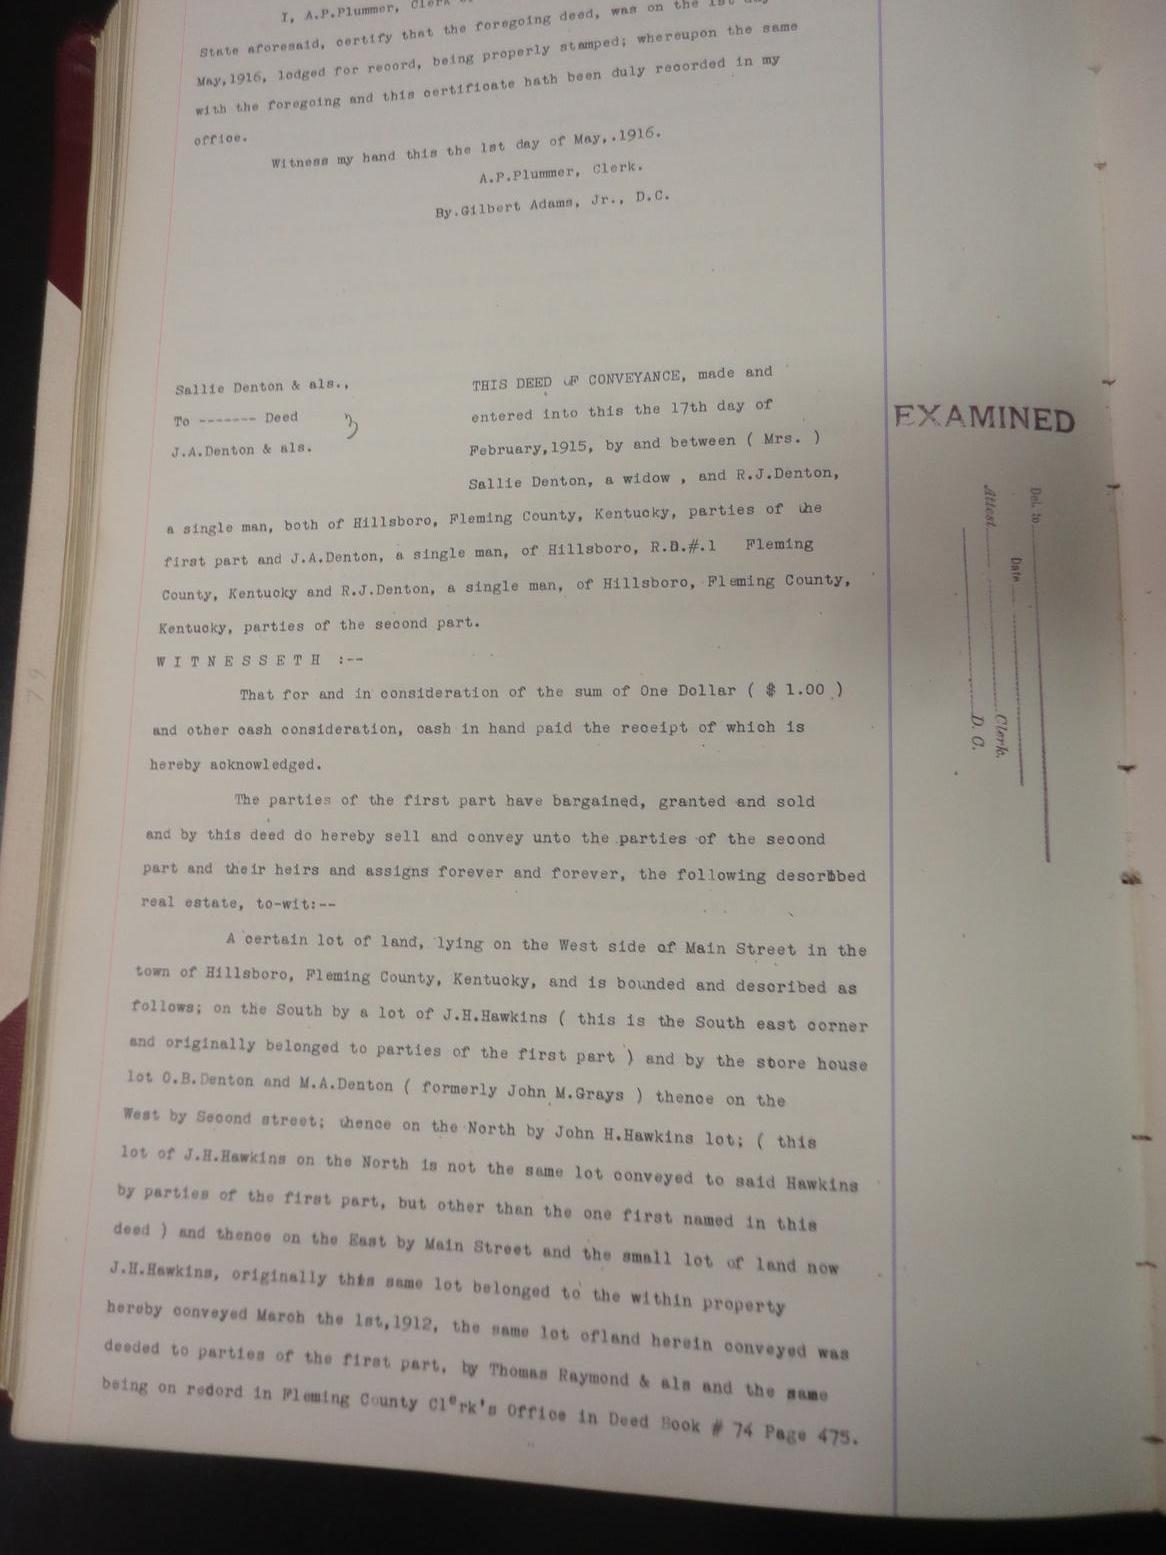 I, A.P.Plummer, Clerk
State aforesaid, certify that the foregoing deed, was on the 1st
May,1916, lodged for record, being properly stamped; whereupon the same
with the foregoing and this certificate hath been duly recorded in my
office.
Witness my hand this the 1st day of May,.1916.
A.P.Plummer, Clerk.
By.Gilbert Adams, Jr., D.C.
Sallie Denton & als.,
To ------- Deed
J.A.Denton & als.
3
THIS DEED OF CONVEYANCE, made and
entered into this the 17th day of
February,1915, by and between ( Mrs. )
Sallie Denton, a widow , and R.J.Denton,
a single man, both of Hillsboro, Fleming County, Kentucky, parties of the
first part and J.A.Denton, a single man, of Hillsboro, R.D.#.1 Fleming
County, Kentucky and R.J.Denton, a single man, of Hillsboro, Fleming County,
Kentucky, parties of the second part.
W I T N E S S E T H :--
That for and in consideration of the sum of One Dollar ( $ 1.00 )
and other cash consideration, cash in hand paid the receipt of which is
hereby acknowledged.
The parties of the first part have bargained, granted and sold
and by this deed do hereby sell and convey unto the parties of the second
part and their heirs and assigns forever and forever, the following described
real estate, to-wit:--
A certain lot of land, lying on the West side of Main Street in the
town of Hillsboro, Fleming County, Kentucky, and is bounded and described as
follows; on the South by a lot of J.H.Hawkins ( this is the South east corner
and originally belonged to parties of the first part ) and by the store house
lot O.B.Denton and M.A.Denton ( formerly John M.Grays ) thence on the
West by Second street; thence on the North by John H.Hawkins lot; ( this
lot of J.H.Hawkins on the North is not the same lot conveyed to said Hawkins
by parties of the first part, but other than the one first named in this
deed ) and thence on the East by Main Street and the small lot of land now
J.H.Hawkins, originally this same lot belonged to the within property
hereby conveyed March the 1st,1912, the same lot ofland herein conveyed was
deeded to parties of the first part, by Thomas Raymond & als and the same
being on record in Fleming County Clerk's Office in Deed Book # 74 Page 475.
EXAMINED
Del. to
Date
Attest
Clerk.
D. C.